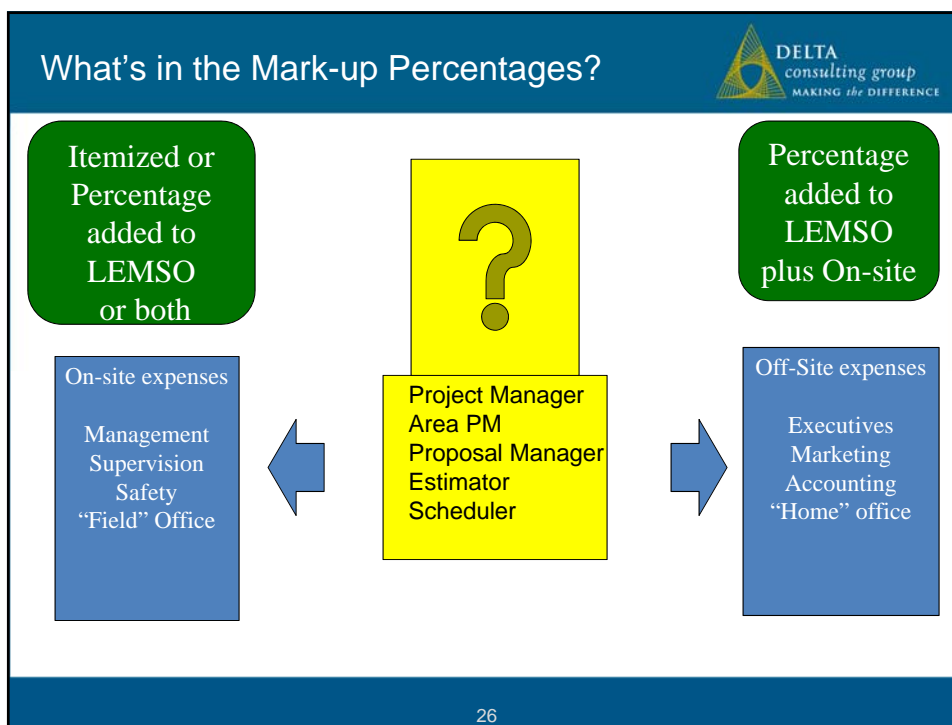 What’s in the Mark-up Percentages?
DELTA
consulting group
MAKING the DIFFERENCE
Itemized or
Percentage
added to
LEMSO
or both
On-site expenses
Management
Supervision
Safety
“Field” Office
?
Project Manager
Area PM
Proposal Manager
Estimator
Scheduler
Percentage
added to
LEMSO
plus On-site
Off-Site expenses
Executives
Marketing
Accounting
“Home” office
26